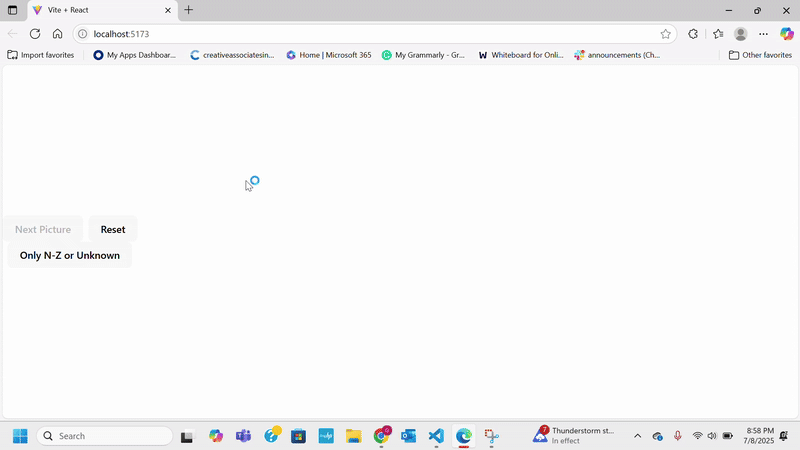 Vite + React
localhost:5173
Import favorites
My Apps Dashboar...
creativeassociatesin...
Home | Microsoft 365
My Grammarly - Gr...
Whiteboard for Onli...
announcements (Ch...
Other favorites
Next Picture
Reset
Only N-Z or Unknown
Search
7
Thunderstorm st...
In effect
8:58 PM
7/8/2025